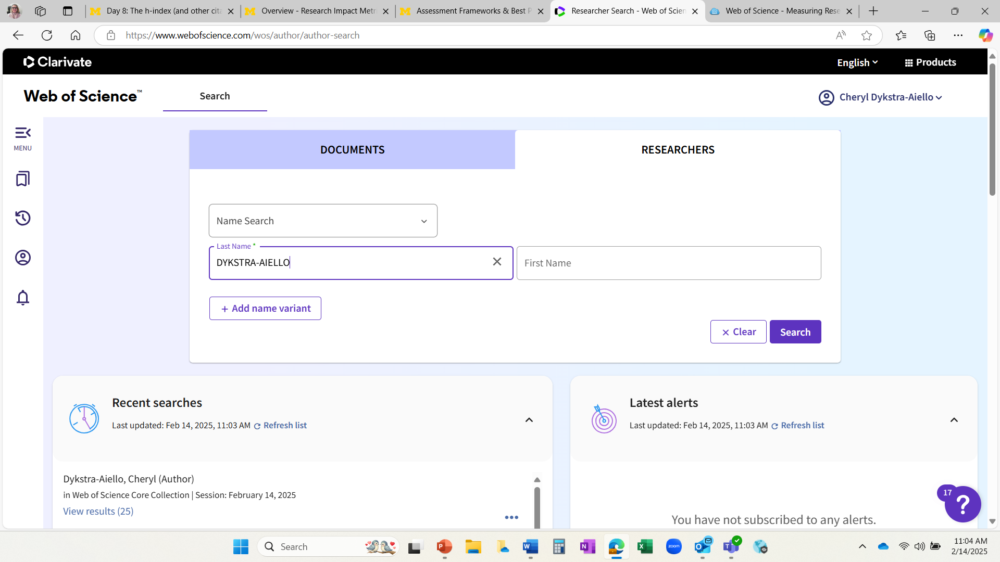 Day 8: The h-index (and other cita
Overview - Research Impact Metri
Assessment Frameworks & Best P
Researcher Search - Web of Scien
Web of Science - Measuring Rese
https://www.webofscience.com/wos/author/author-search
Clarivate
English
Products
Web of Science™
Search
Cheryl Dykstra-Aiello
MENU
DOCUMENTS
RESEARCHERS
Name Search
Last Name *
DYKSTRA-AIELLO
First Name
+ Add name variant
× Clear
Search
Recent searches
Last updated: Feb 14, 2025, 11:03 AM Refresh list
Latest alerts
Last updated: Feb 14, 2025, 11:03 AM Refresh list
Dykstra-Aiello, Cheryl (Author)
in Web of Science Core Collection | Session: February 14, 2025
View results (25)
You have not subscribed to any alerts.
17
?
Search
zoom
11:04 AM
2/14/2025